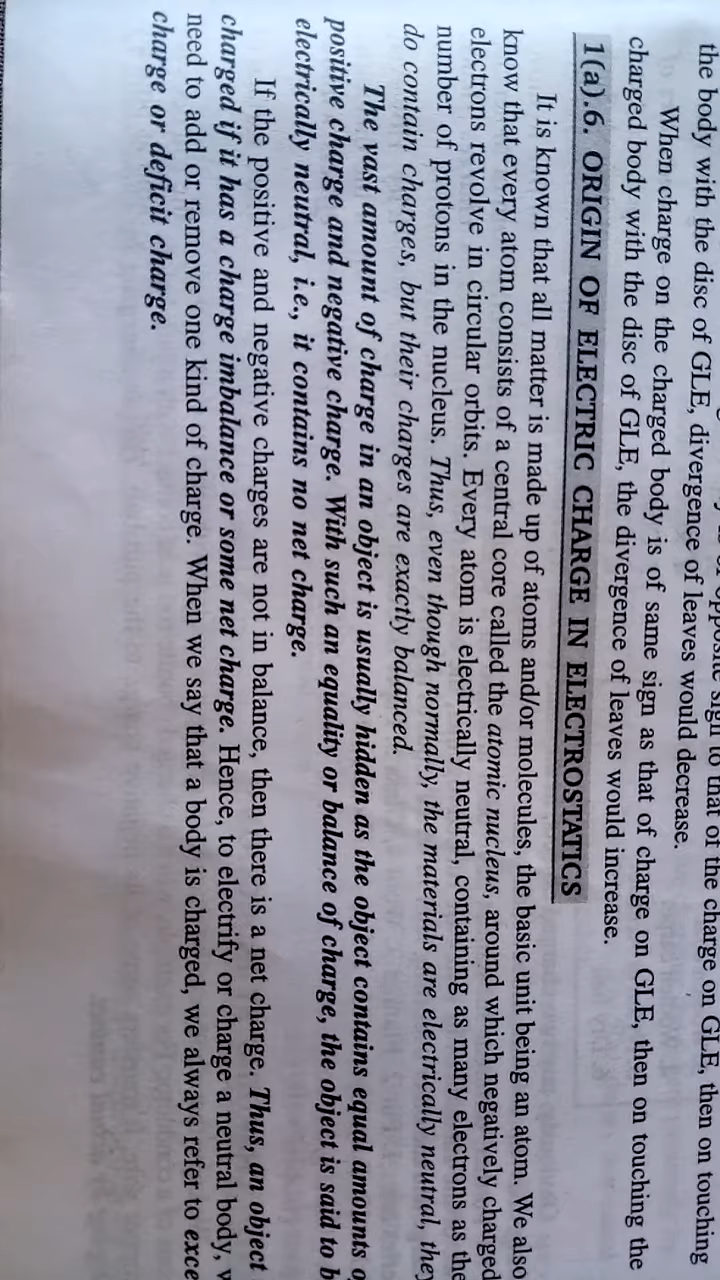 sign to that of the charge on GLE, then on touching
the body with the disc of GLE, divergence of leaves would decrease.
When charge on the charged body is of same sign as that of charge on GLE, then on touching the
charged body with the disc of GLE, the divergence of leaves would increase.
1(a).6. ORIGIN OF ELECTRIC CHARGE IN ELECTROSTATICS
It is known that all matter is made up of atoms and/or molecules, the basic unit being an atom. We also
know that every atom consists of a central core called the atomic nucleus, around which negatively charged
electrons revolve in circular orbits. Every atom is electrically neutral, containing as many electrons as the
number of protons in the nucleus. Thus, even though normally, the materials are electrically neutral, they
do contain charges, but their charges are exactly balanced.
The vast amount of charge in an object is usually hidden as the object contains equal amounts
positive charge and negative charge. With such an equality or balance of charge, the object is said to
electrically neutral, i.e., it contains no net charge.
If the positive and negative charges are not in balance, then there is a net charge. Thus, an object
charged if it has a charge imbalance or some net charge. Hence, to electrify or charge a neutral body,
need to add or remove one kind of charge. When we say that a body is charged, we always refer to exce
charge or deficit charge.